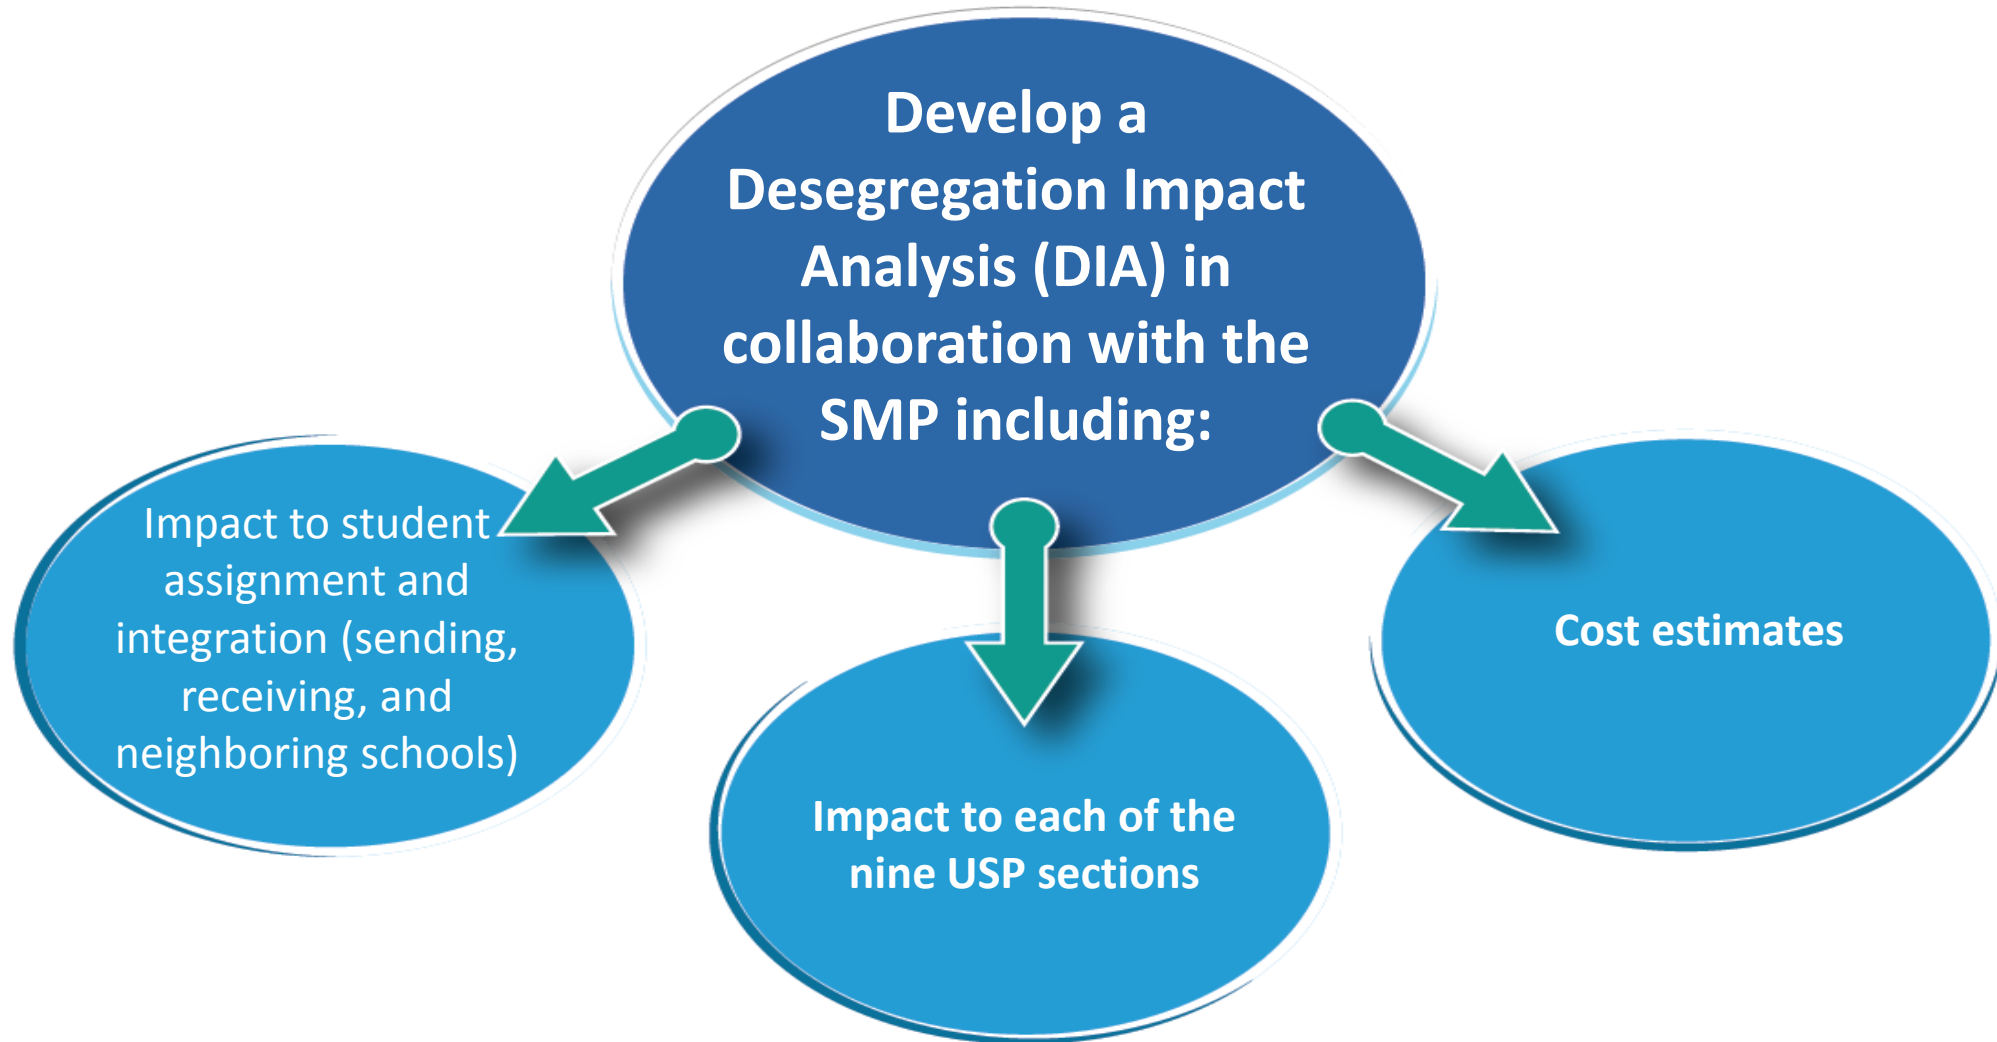 Develop a
Desegregation Impact
Analysis (DIA) in
collaboration with the
SMP including:
Impact to student
assignment and
integration (sending,
receiving, and
neighboring schools)
Impact to each of the
nine USP sections
Cost estimates